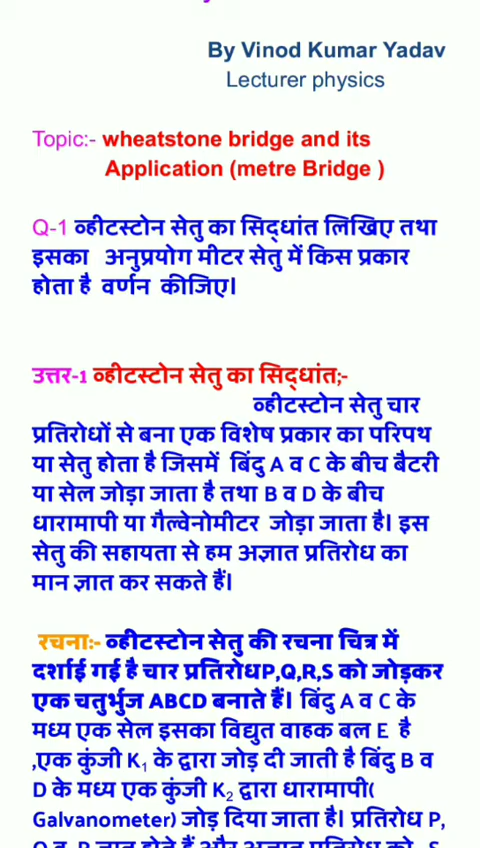 By Vinod Kumar Yadav
Lecturer physics
Topic:- wheatstone bridge and its
Application (metre Bridge )
Q-1 व्हीटस्टोन सेतु का सिद्धांत लिखिए तथा
इसका अनुप्रयोग मीटर सेतु में किस प्रकार
होता है वर्णन कीजिए।
उत्तर-1 व्हीटस्टोन सेतु का सिद्धांत;-
व्हीटस्टोन सेतु चार
प्रतिरोधों से बना एक विशेष प्रकार का परिपथ
या सेतु होता है जिसमें बिंदु A व C के बीच बैटरी
या सेल जोड़ा जाता है तथा B व D के बीच
धारामापी या गैल्वेनोमीटर जोड़ा जाता है। इस
सेतु की सहायता से हम अज्ञात प्रतिरोध का
मान ज्ञात कर सकते हैं।
रचनाः- व्हीटस्टोन सेतु की रचना चित्र में
दर्शाई गई है चार प्रतिरोधP,Q,R,S को जोड़कर
एक चतुर्भुज ABCD बनाते हैं। बिंदु A व C के
मध्य एक सेल इसका विद्युत वाहक बल E है
,एक कुंजी K₁ के द्वारा जोड़ दी जाती है बिंदु B व
D के मध्य एक कुंजी K₂ द्वारा धारामापी(
Galvanometer) जोड़ दिया जाता है। प्रतिरोध P,